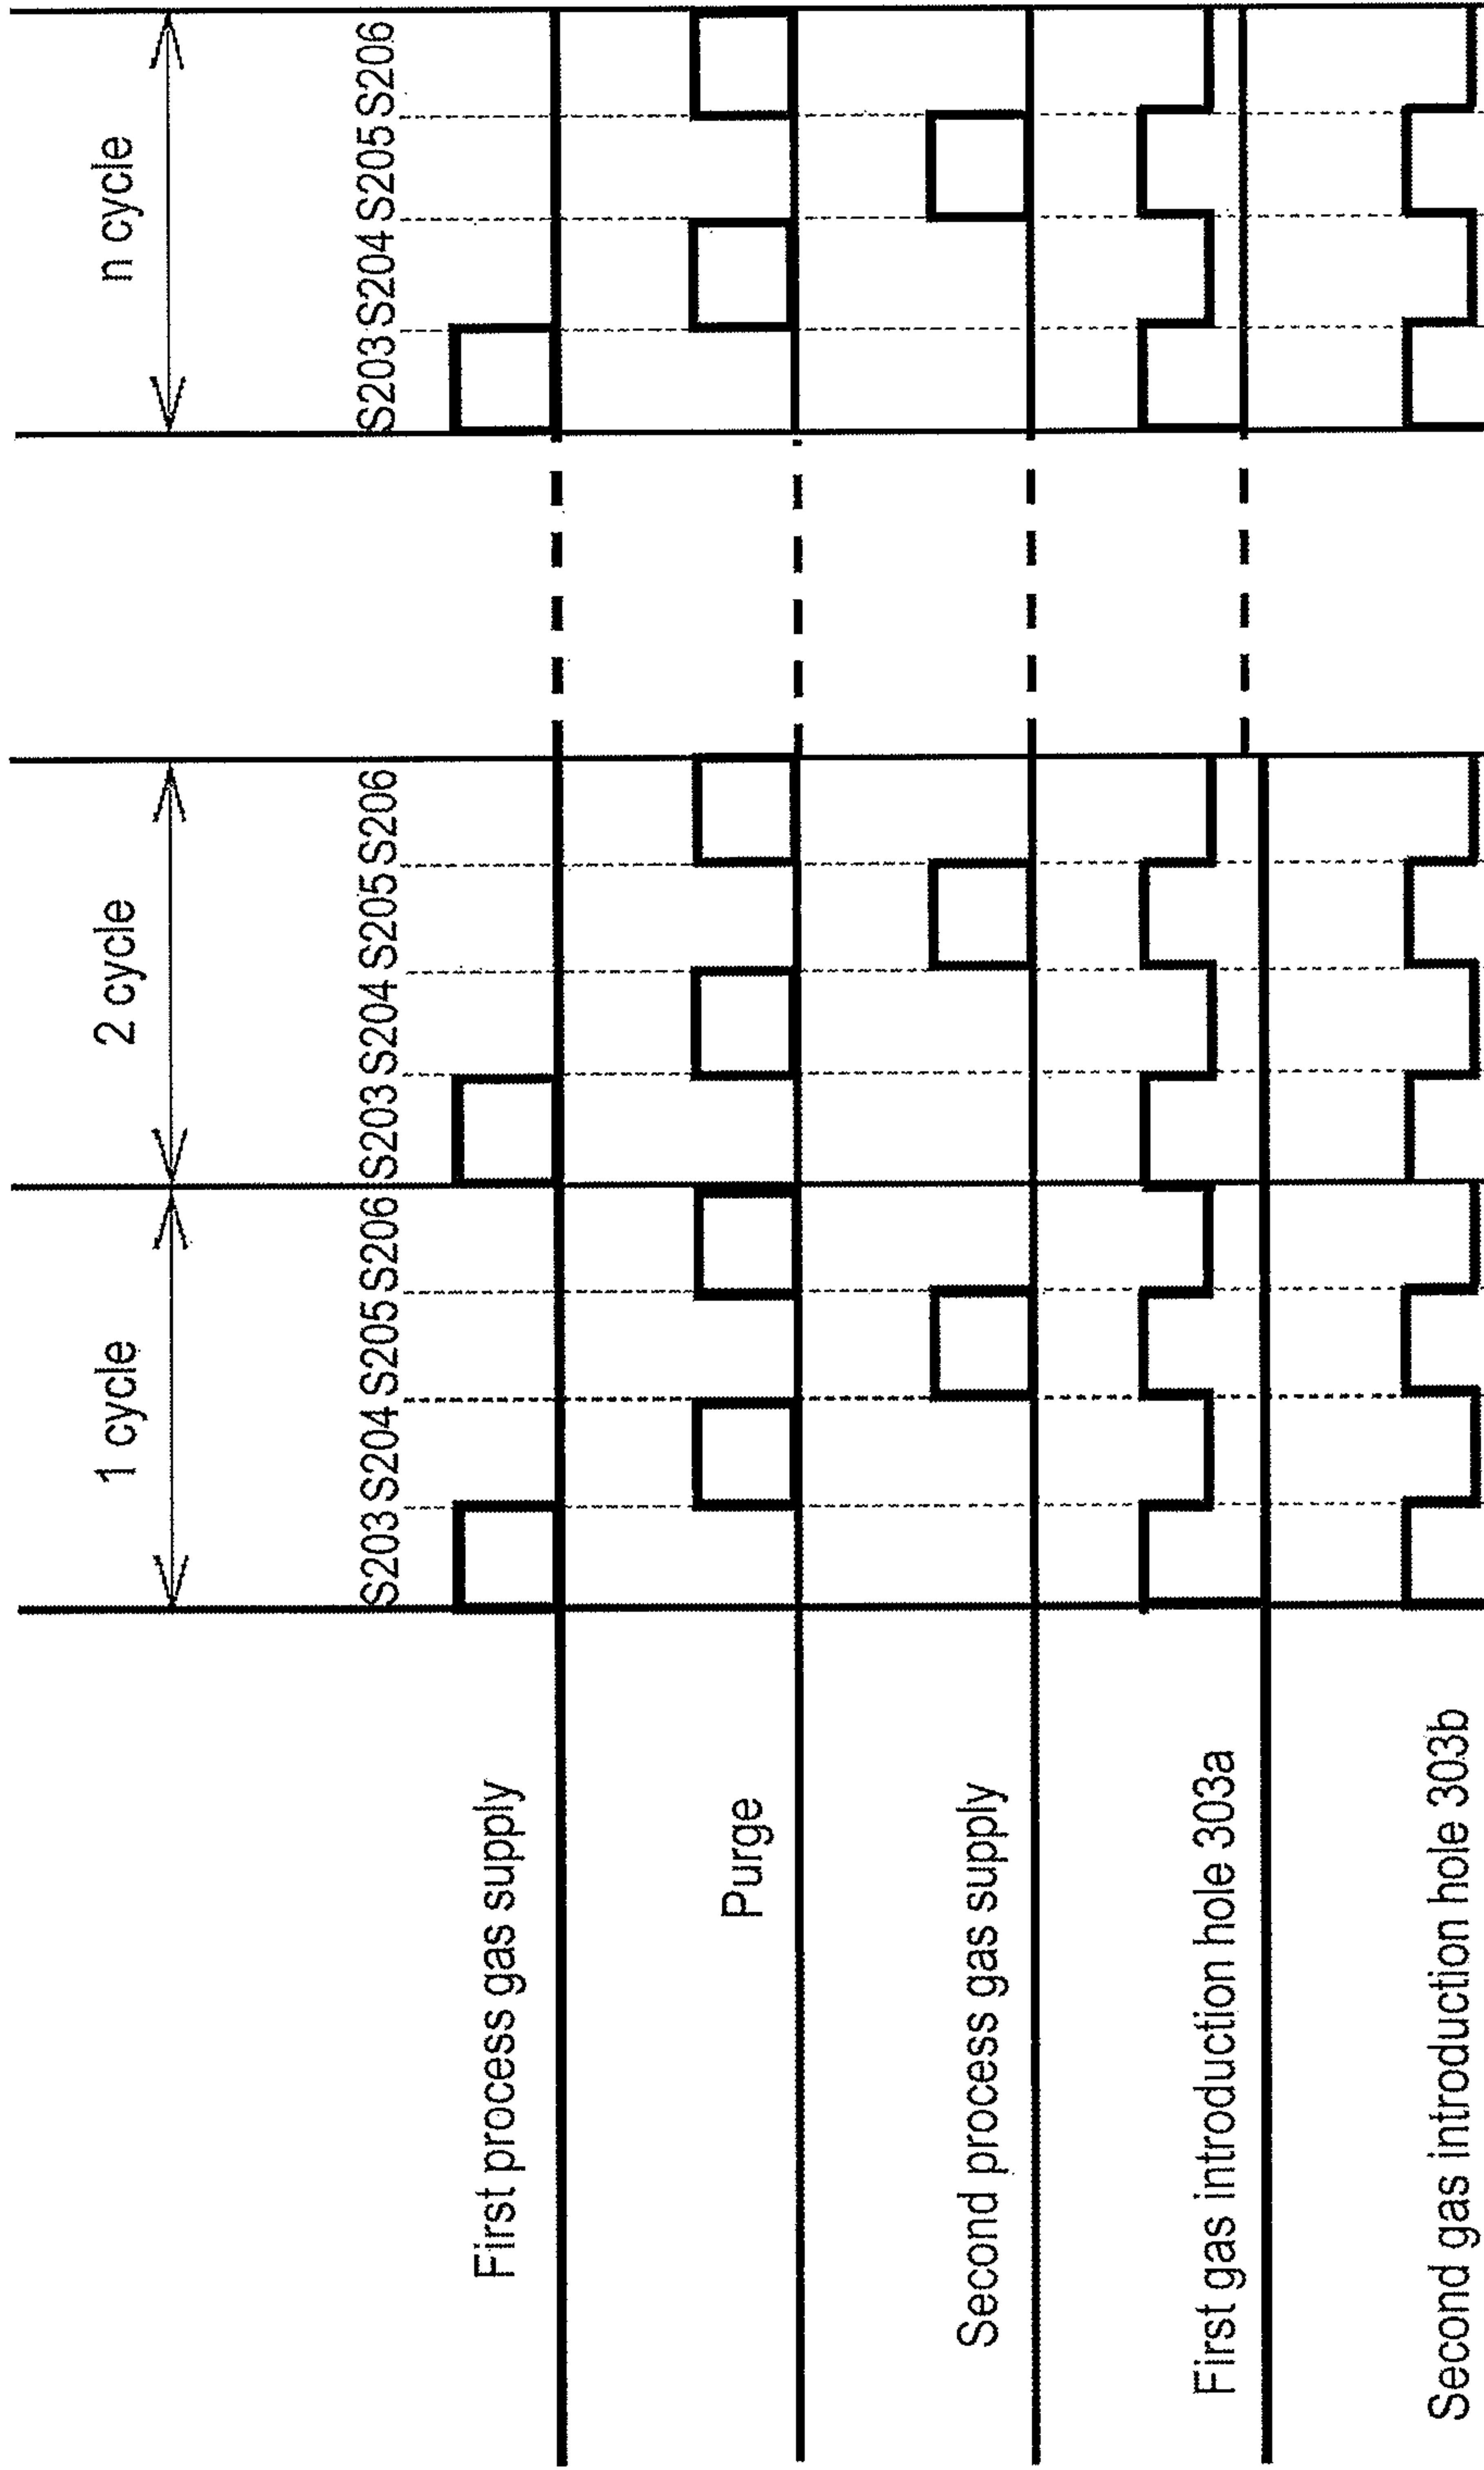 1 cycle
2 cycle
n cycle
S203 S204 S205 S206
S203 S204 S205 S206
S203 S204 S205 S206
First process gas supply
Purge
Second process gas supply
First gas introduction hole 303a
Second gas introduction hole 303b